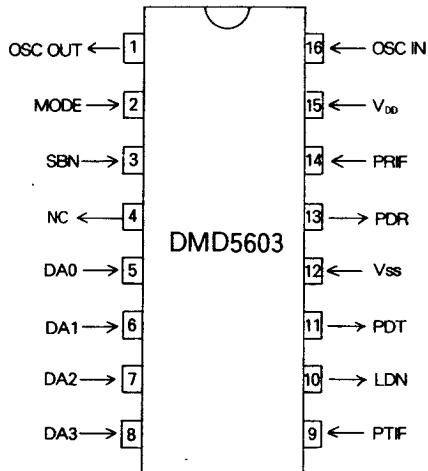 OSC OUT 1 16 OSC IN
MODE 2 15 VDD
SBN 3 14 PRIF
NC 4 13 PDR
DMD5603
DA0 5 12 Vss
DA1 6 11 PDT
DA2 7 10 LDN
DA3 8 9 PTIF